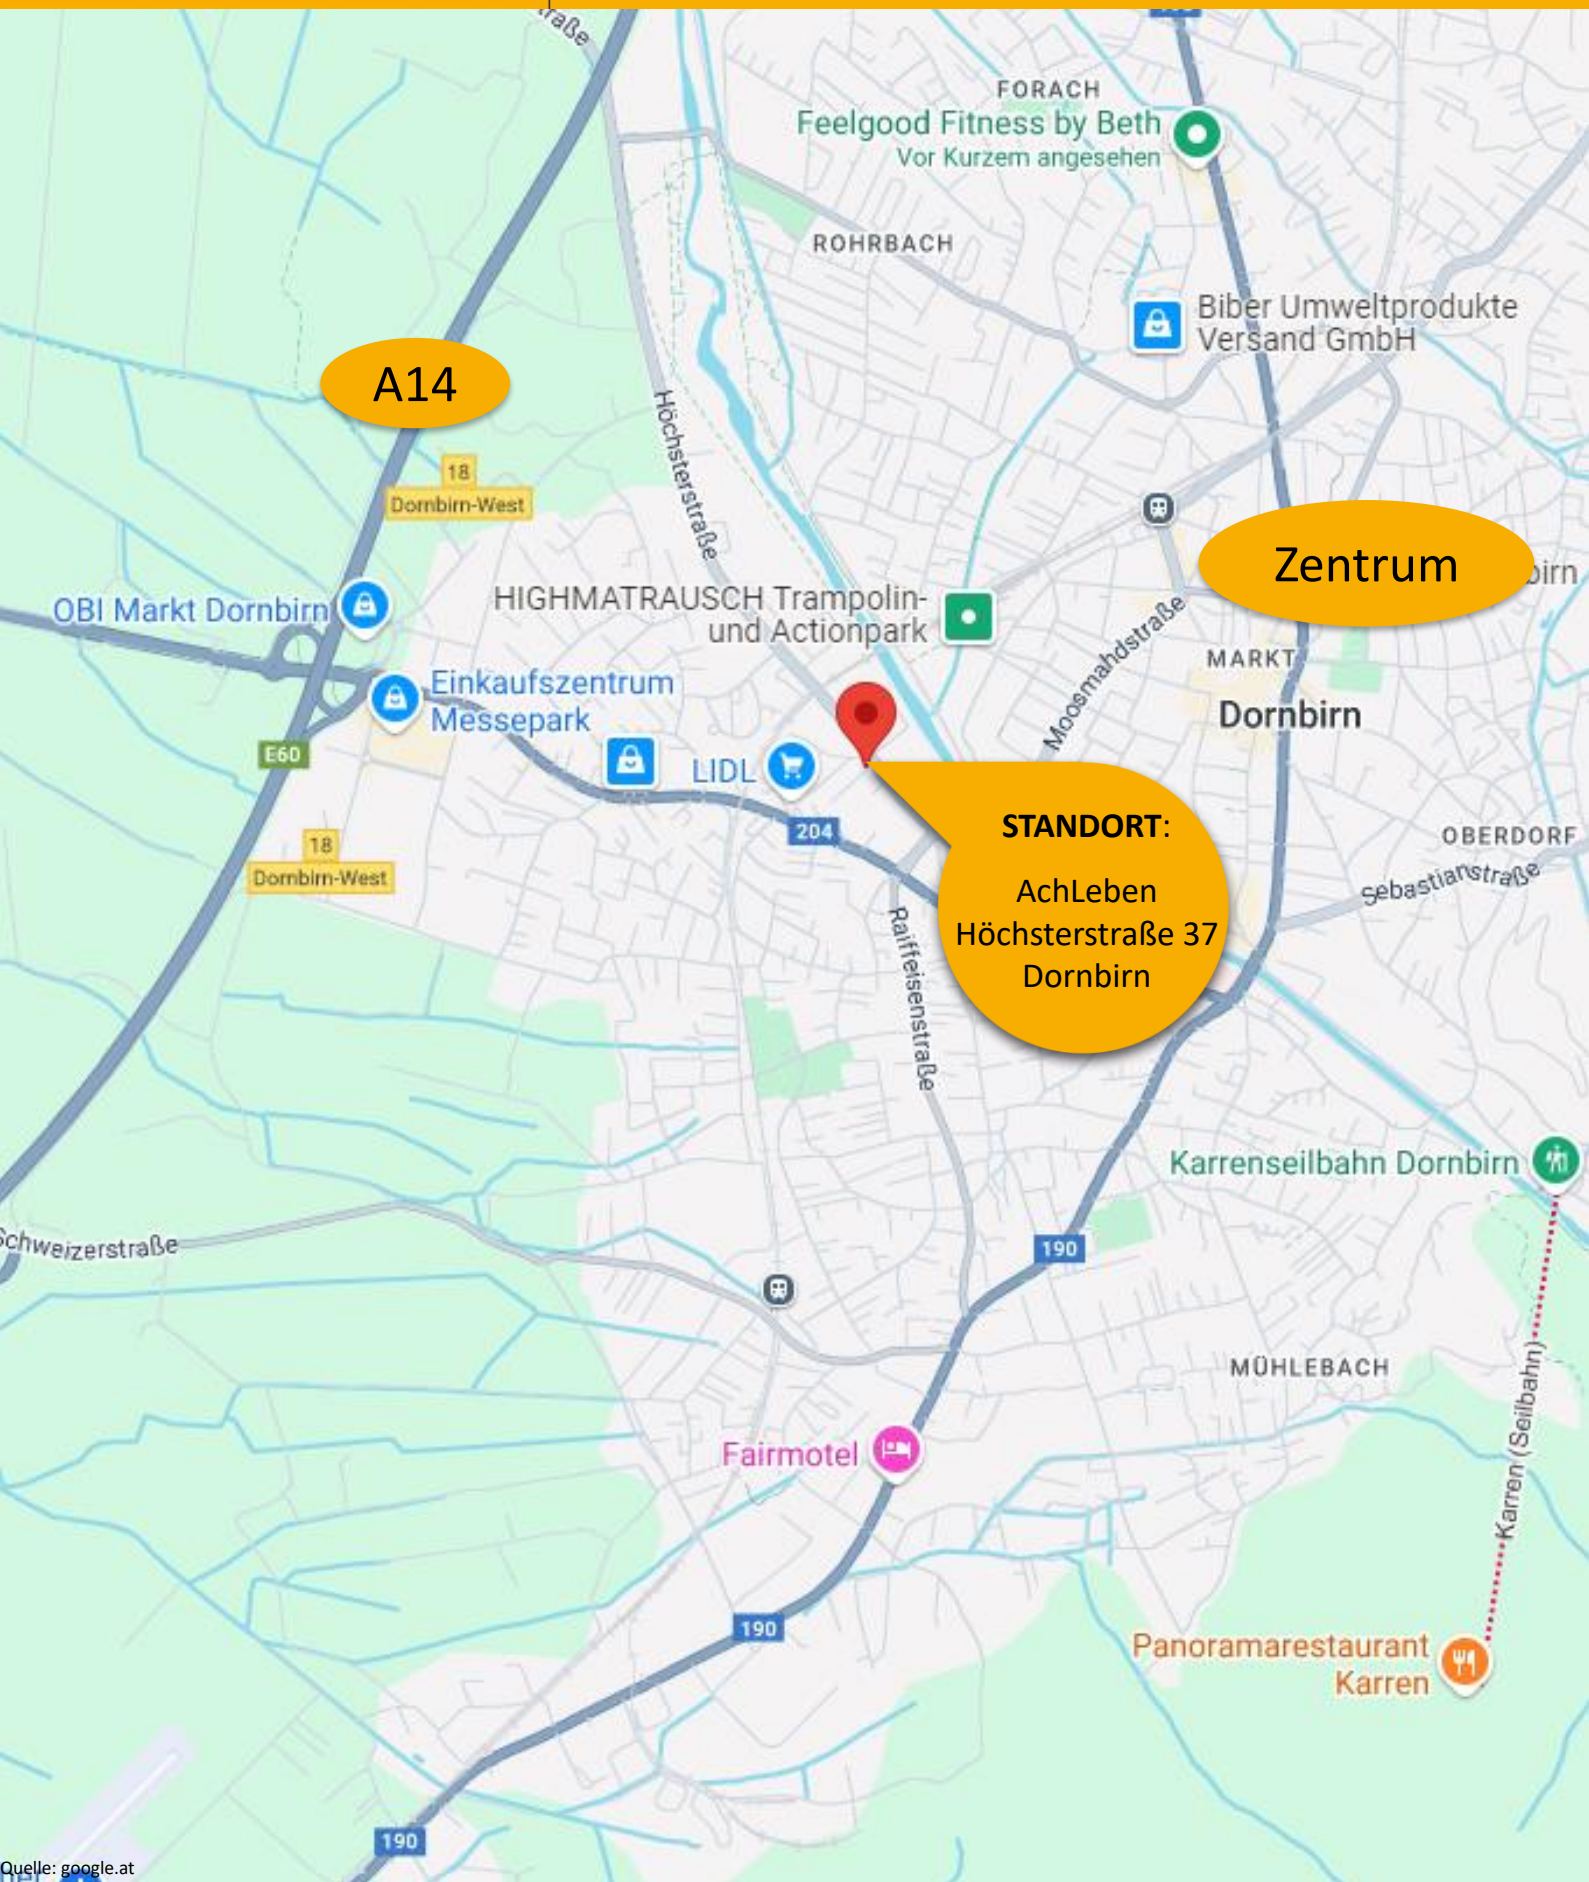 FORACH
Feelgood Fitness by Beth
Vor Kurzem angesehen
ROHRBACH
Biber Umweltprodukte
Versand GmbH
A14
Höchsterstraße
18
Dornbirn-West
Zentrum
OBI Markt Dornbirn
HIGHMATRAUSCH Trampolin-
und Actionpark
Moosmahdstraße
MARKT
Einkaufszentrum
Messepark
Dornbirn
E60
LIDL
204
STANDORT:
AchLeben
Höchsterstraße 37
Dornbirn
OBERDORF
18
Dornbirn-West
Sebastianstraße
Raiffeisenstraße
Karrenseilbahn Dornbirn
Schweizerstraße
190
MÜHLEBACH
Karren (Seilbahn)
Fairmotel
190
Panoramarestaurant
Karren
190
Quelle: google.at